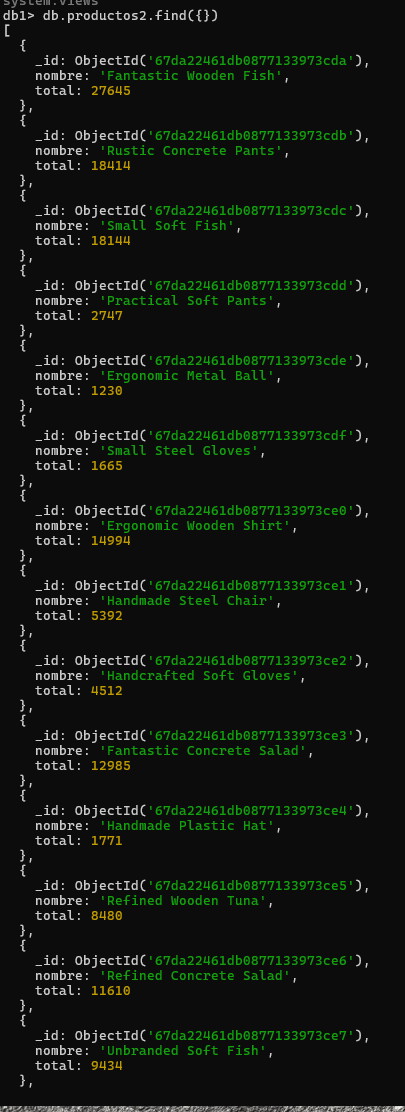 system.views
db1> db.productos2.find({})
[
  {
    _id: ObjectId('67da22461db0877133973cda'),
    nombre: 'Fantastic Wooden Fish',
    total: 27645
  },
  {
    _id: ObjectId('67da22461db0877133973cdb'),
    nombre: 'Rustic Concrete Pants',
    total: 18414
  },
  {
    _id: ObjectId('67da22461db0877133973cdc'),
    nombre: 'Small Soft Fish',
    total: 18144
  },
  {
    _id: ObjectId('67da22461db0877133973cdd'),
    nombre: 'Practical Soft Pants',
    total: 2747
  },
  {
    _id: ObjectId('67da22461db0877133973cde'),
    nombre: 'Ergonomic Metal Ball',
    total: 1230
  },
  {
    _id: ObjectId('67da22461db0877133973cdf'),
    nombre: 'Small Steel Gloves',
    total: 1665
  },
  {
    _id: ObjectId('67da22461db0877133973ce0'),
    nombre: 'Ergonomic Wooden Shirt',
    total: 14994
  },
  {
    _id: ObjectId('67da22461db0877133973ce1'),
    nombre: 'Handmade Steel Chair',
    total: 5392
  },
  {
    _id: ObjectId('67da22461db0877133973ce2'),
    nombre: 'Handcrafted Soft Gloves',
    total: 4512
  },
  {
    _id: ObjectId('67da22461db0877133973ce3'),
    nombre: 'Fantastic Concrete Salad',
    total: 12985
  },
  {
    _id: ObjectId('67da22461db0877133973ce4'),
    nombre: 'Handmade Plastic Hat',
    total: 1771
  },
  {
    _id: ObjectId('67da22461db0877133973ce5'),
    nombre: 'Refined Wooden Tuna',
    total: 8480
  },
  {
    _id: ObjectId('67da22461db0877133973ce6'),
    nombre: 'Refined Concrete Salad',
    total: 11610
  },
  {
    _id: ObjectId('67da22461db0877133973ce7'),
    nombre: 'Unbranded Soft Fish',
    total: 9434
  },